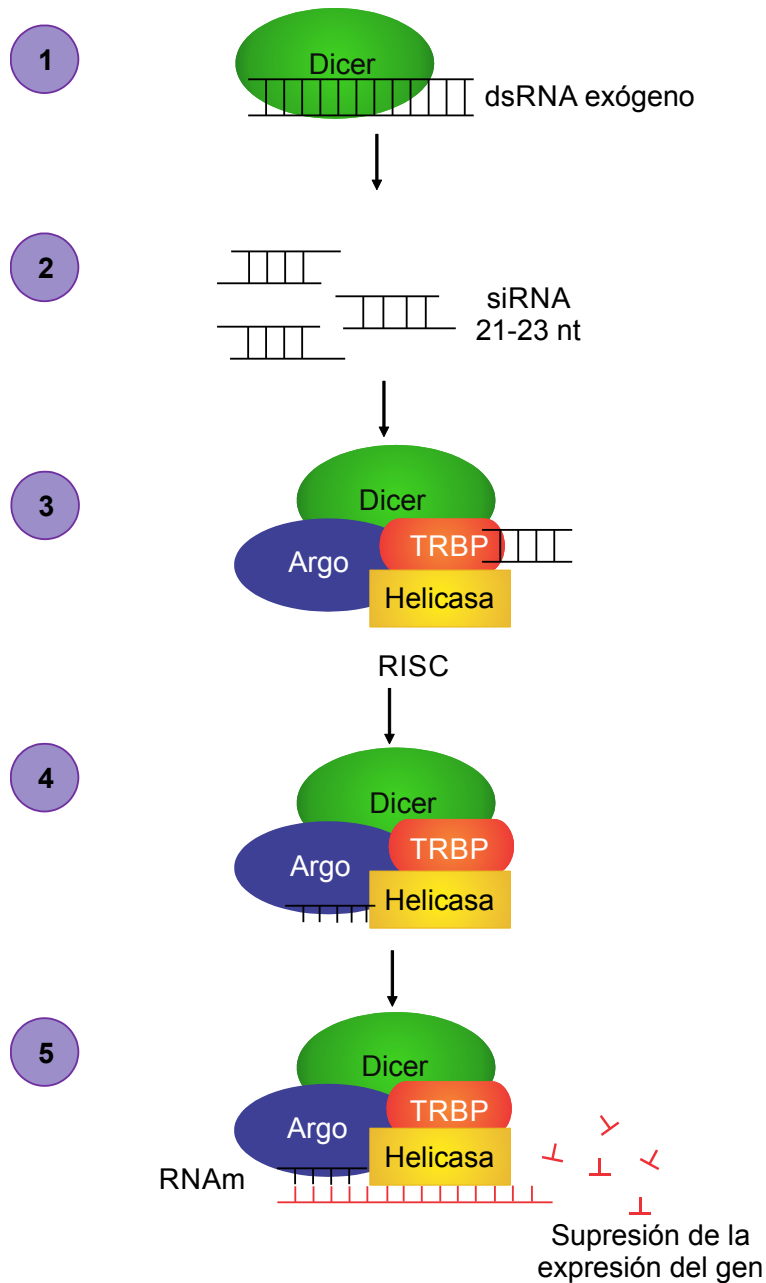 1
Dicer
dsRNA exógeno
2
siRNA
21-23 nt
3
Dicer
Argo
TRBP
Helicasa
RISC
4
Dicer
Argo
TRBP
Helicasa
5
Dicer
Argo
TRBP
Helicasa
RNAm
Supresión de la
expresión del gen